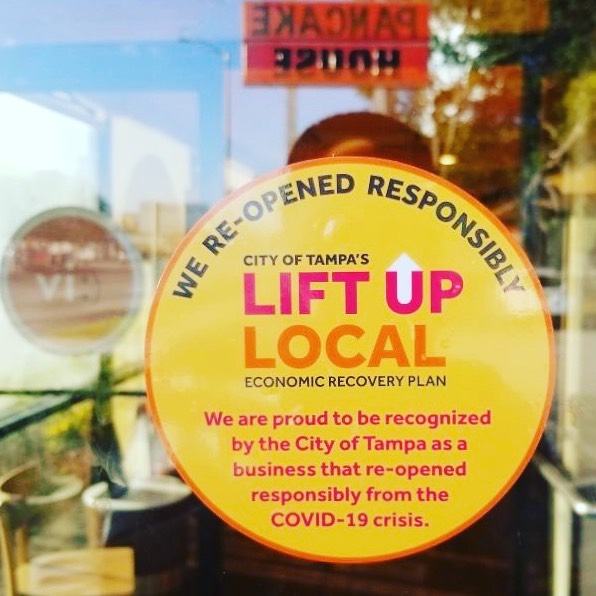 PANCAKE
HOUSE
WE RE-OPENED RESPONSIBLY
CITY OF TAMPA'S
LIFT UP
LOCAL
ECONOMIC RECOVERY PLAN
We are proud to be recognized
by the City of Tampa as a
business that re-opened
responsibly from the
COVID-19 crisis.